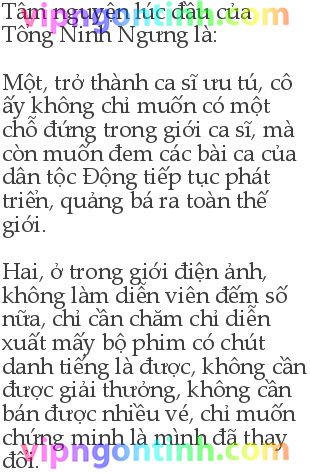 Tâm nguyện lúc đầu của
Tống Ninh Ngưng là:
Một, trở thành ca sĩ ưu tú, cô
ấy không chỉ muốn có một
chỗ đứng trong giới ca sĩ, mà
còn muốn đem các bài ca của
dân tộc Động tiếp tục phát
triển, quảng bá ra toàn thế
giới.
Hai, ở trong giới điện ảnh,
không làm diễn viên đếm số
nữa, chỉ cần chăm chỉ diễn
xuất mấy bộ phim có chút
danh tiếng là được, không cần
được giải thưởng, không cần
bán được nhiều vé, chỉ muốn
chứng minh là mình đã thay
đổi.
vipngontinh.com
vipngontinh.com